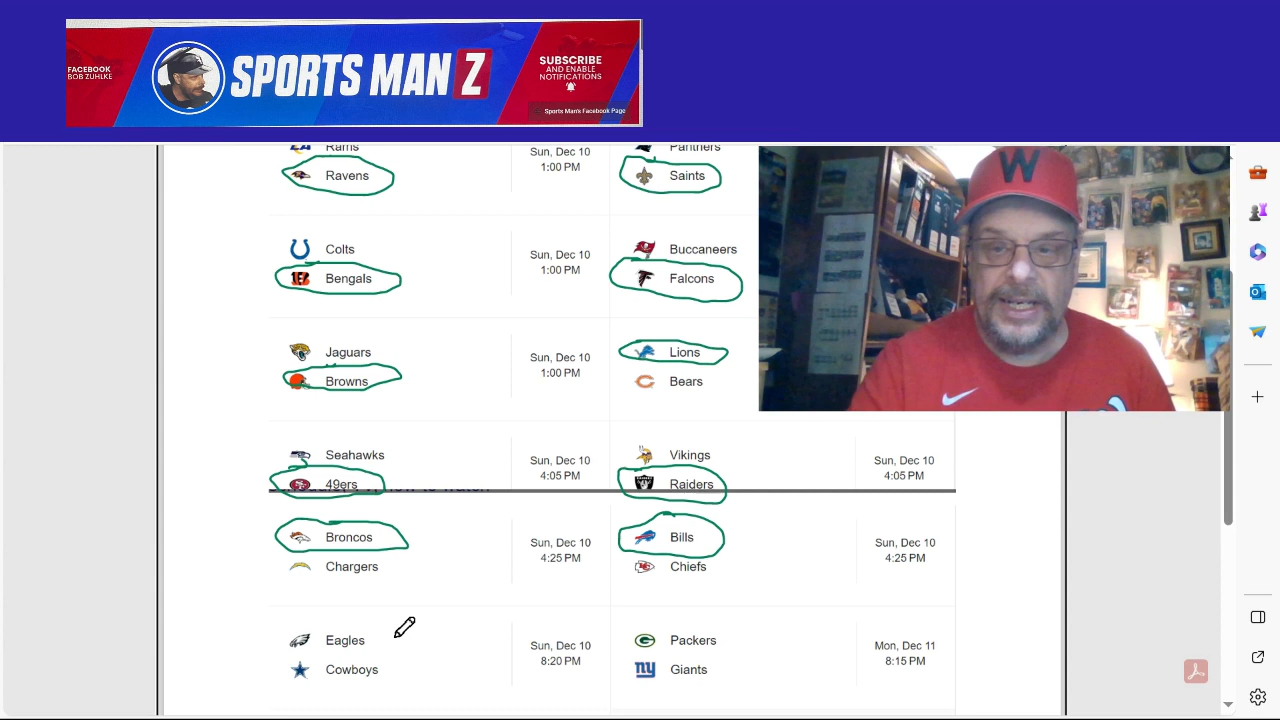 FACEBOOK
BOB ZUHLKE
SPORTS MAN Z
SUBSCRIBE
AND ENABLE
NOTIFICATIONS
Sports Man's Facebook Page
Rams
Ravens
Sun, Dec 10
1:00 PM
Panthers
Saints
Colts
Bengals
Sun, Dec 10
1:00 PM
Buccaneers
Falcons
Jaguars
Browns
Sun, Dec 10
1:00 PM
Lions
Bears
Seahawks
49ers
Sun, Dec 10
4:05 PM
Vikings
Raiders
Sun, Dec 10
4:05 PM
Broncos
Chargers
Sun, Dec 10
4:25 PM
Bills
Chiefs
Sun, Dec 10
4:25 PM
Eagles
Cowboys
Sun, Dec 10
8:20 PM
Packers
Giants
Mon, Dec 11
8:15 PM
W